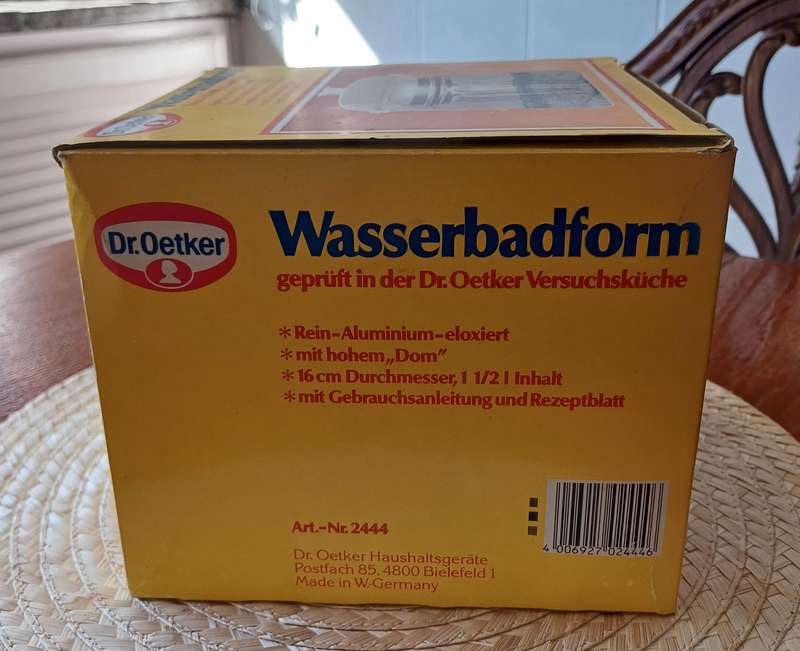 Dr.Oetker
Wasserbadform
geprüft in der Dr. Oetker Versuchsküche
*Rein-Aluminium-eloxiert
*mit hohem „Dom”
*16 cm Durchmesser, 1 1/2 l Inhalt
*mit Gebrauchsanleitung und Rezeptblatt
Art.-Nr. 2444
Dr. Oetker Haushaltsgeräte
Postfach 85, 4800 Bielefeld 1
Made in W-Germany
4 006927 024446